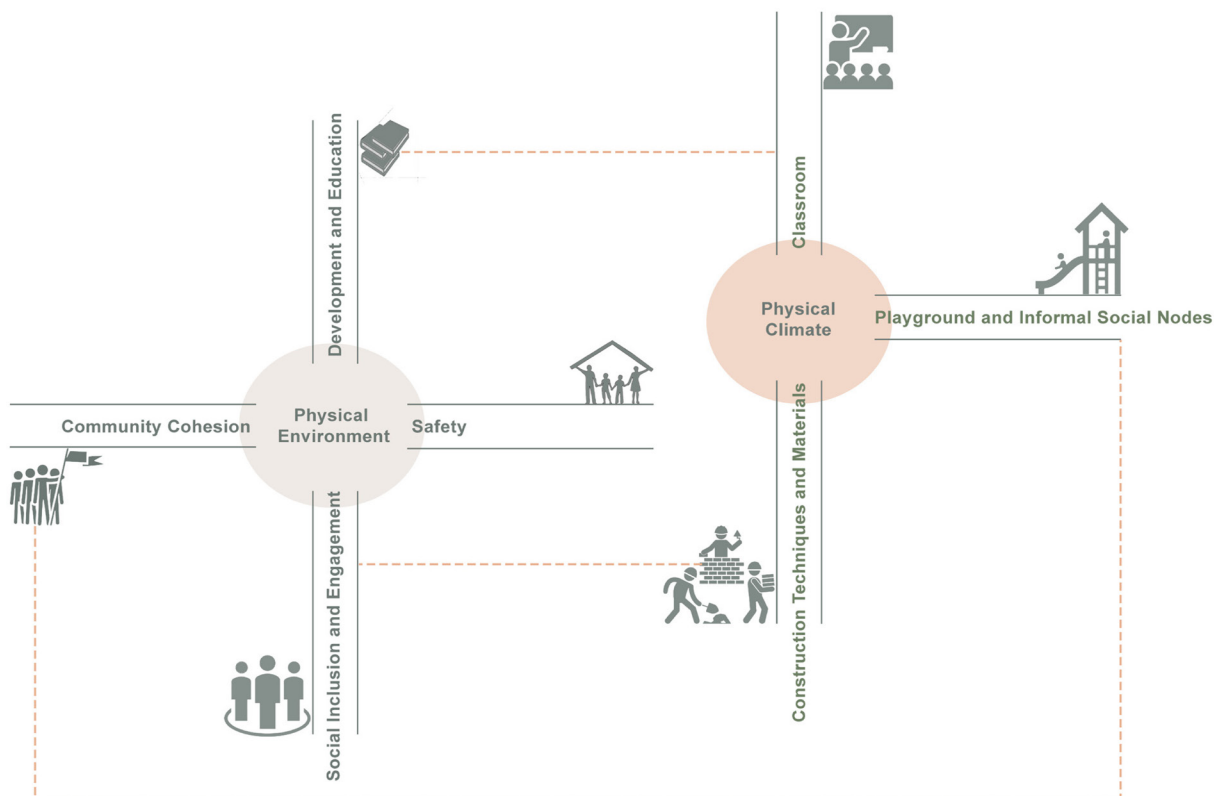 Development and Education
Classroom
Physical
Climate
Playground and Informal Social Nodes
Community Cohesion
Physical
Environment
Safety
Social Inclusion and Engagement
Construction Techniques and Materials